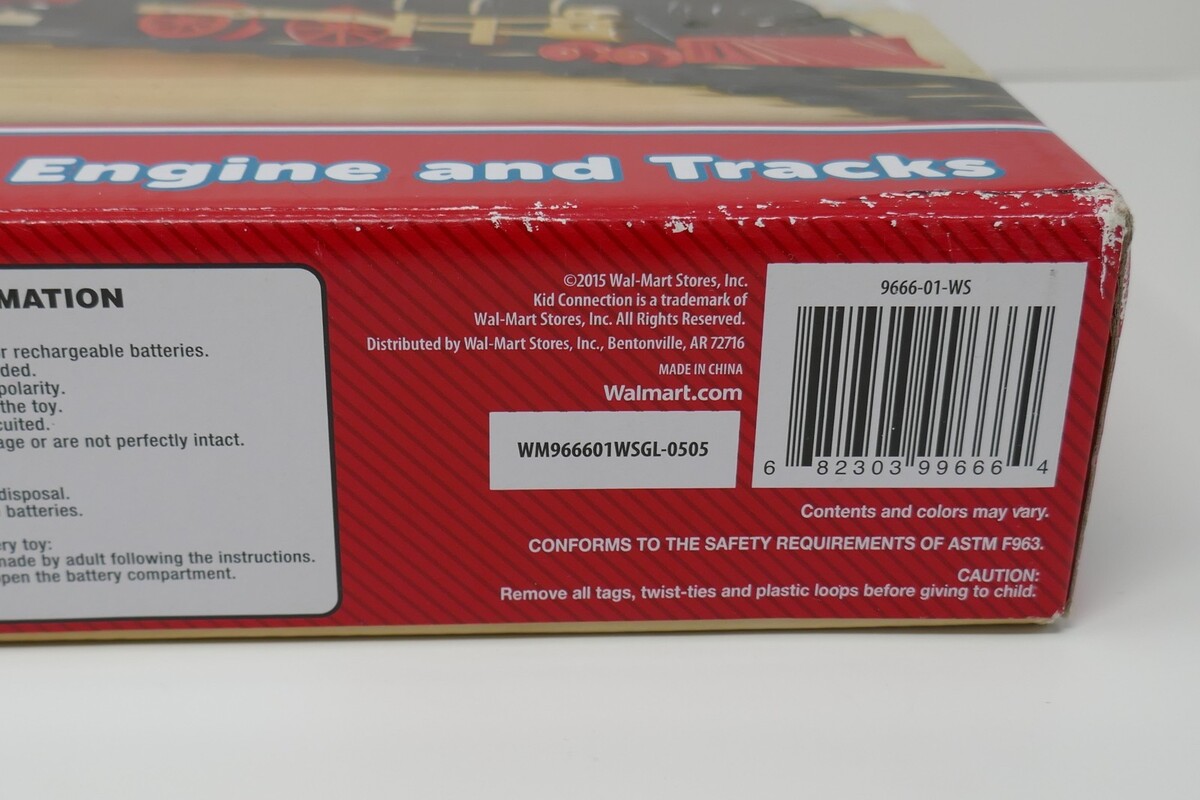 Engine and Tracks
MATION
r rechargeable batteries.
ded.
polarity.
the toy.
cuited.
age or are not perfectly intact.
disposal.
batteries.
ry toy:
made by adult following the instructions.
open the battery compartment.
©2015 Wal-Mart Stores, Inc.
Kid Connection is a trademark of
Wal-Mart Stores, Inc. All Rights Reserved.
Distributed by Wal-Mart Stores, Inc., Bentonville, AR 72716
MADE IN CHINA
Walmart.com
WM966601WSGL-0505
9666-01-WS
6 82303 99666 4
Contents and colors may vary.
CONFORMS TO THE SAFETY REQUIREMENTS OF ASTM F963.
CAUTION:
Remove all tags, twist-ties and plastic loops before giving to child.